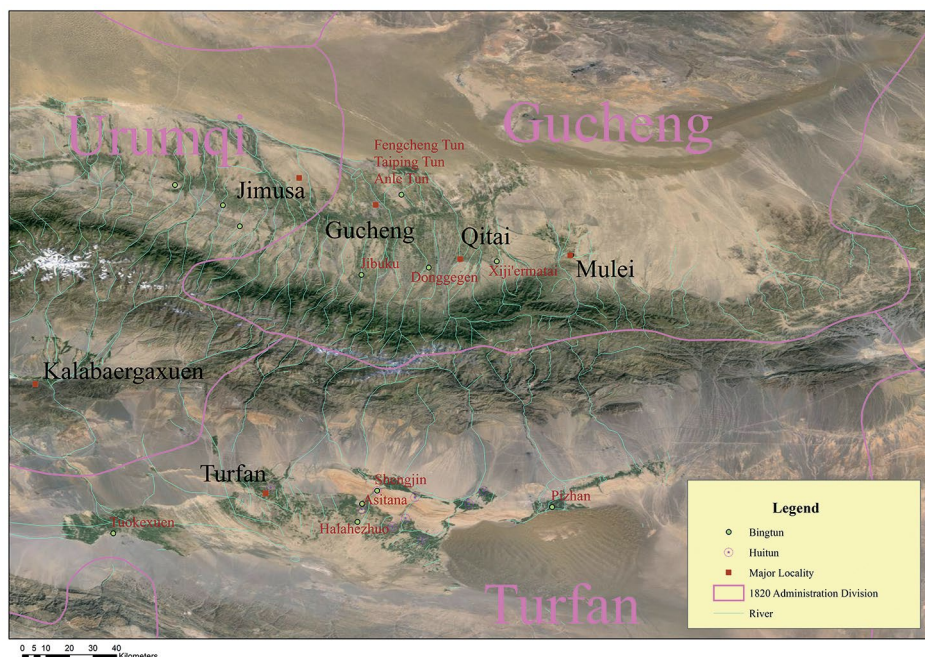 Urumqi
Gucheng
Fengcheng Tun
Taiping Tun
Anle Tun
Jimusa
Gucheng
Qitai
Mulei
Jibuku
Donggegen
Xiji'ermatai
Kalabaergaxuen
Turfan
Shengjin
Asitana
Halahezhuo
Pizhan
Tuokexuen
Turfan
Legend
Bingtun
Huitun
Major Locality
1820 Administration Division
River
0 5 10 20 30 40
Kilometers